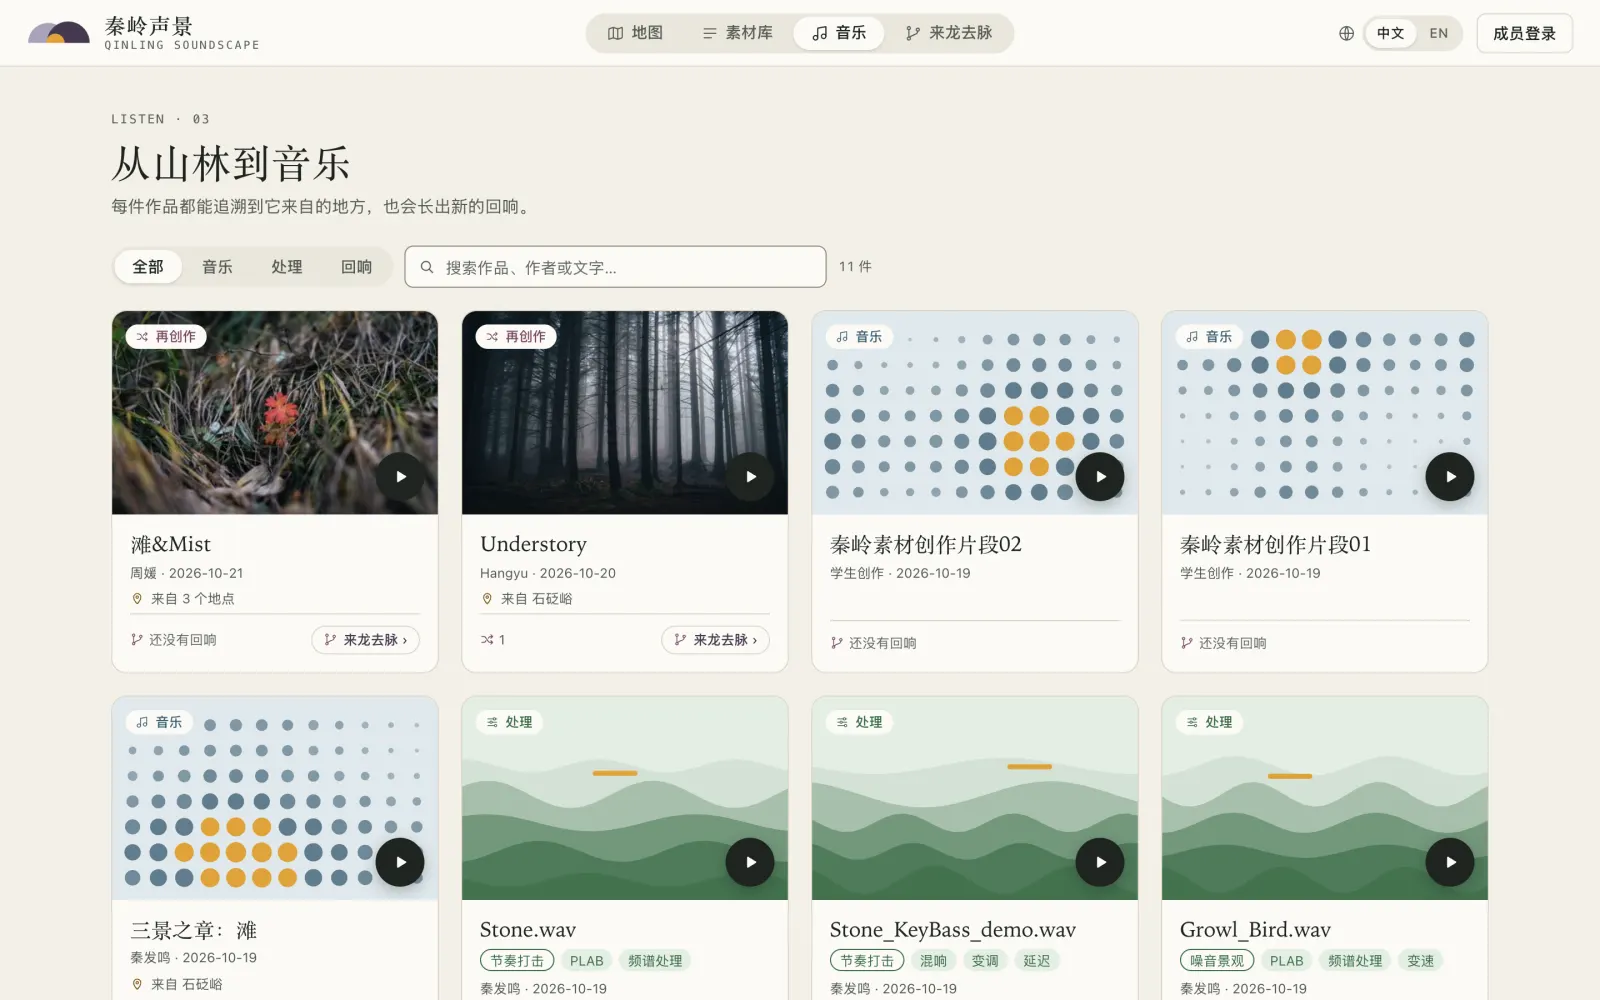 秦岭声景
QINLING SOUNDSCAPE
地图
素材库
音乐
来龙去脉
中文
EN
成员登录
LISTEN · 03
从山林到音乐
每件作品都能追溯到它来自的地方，也会长出新的回响。
全部
音乐
处理
回响
搜索作品、作者或文字...
11 件
再创作
滩&Mist
周媛 · 2026-10-21
来自 3 个地点
还没有回响
来龙去脉 ›
再创作
Understory
Hangyu · 2026-10-20
来自 石砭峪
1
来龙去脉 ›
音乐
秦岭素材创作片段02
学生创作 · 2026-10-19
还没有回响
音乐
秦岭素材创作片段01
学生创作 · 2026-10-19
还没有回响
音乐
三景之章：滩
秦发鸣 · 2026-10-19
来自 石砭峪
处理
Stone.wav
节奏打击 PLAB 频谱处理
秦发鸣 · 2026-10-19
处理
Stone_KeyBass_demo.wav
节奏打击 混响 变调 延迟
秦发鸣 · 2026-10-19
处理
Growl_Bird.wav
噪音景观 PLAB 频谱处理 变速
秦发鸣 · 2026-10-19